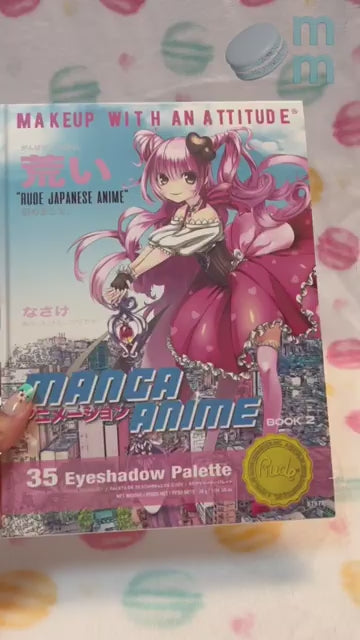 m
m
MAKEUP WITH AN ATTITUDE®
荒い
"RUDE JAPANESE ANIME"
なさけ
MANGA
アニメーション ANIME
BOOK 2
35 Eyeshadow Palette
Rude